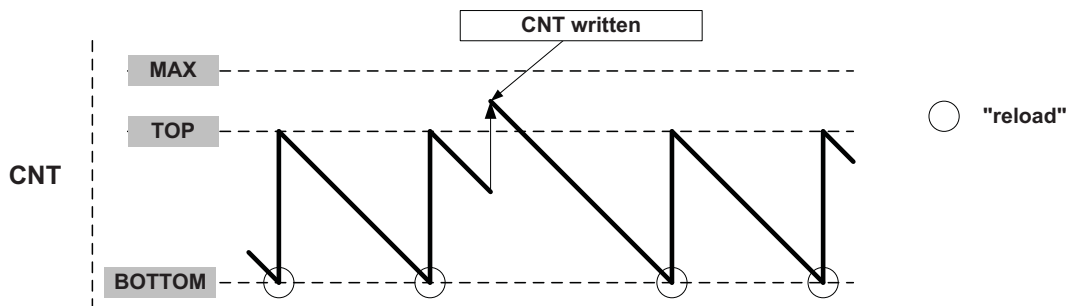 CNT written
MAX
TOP
"reload"
CNT
BOTTOM